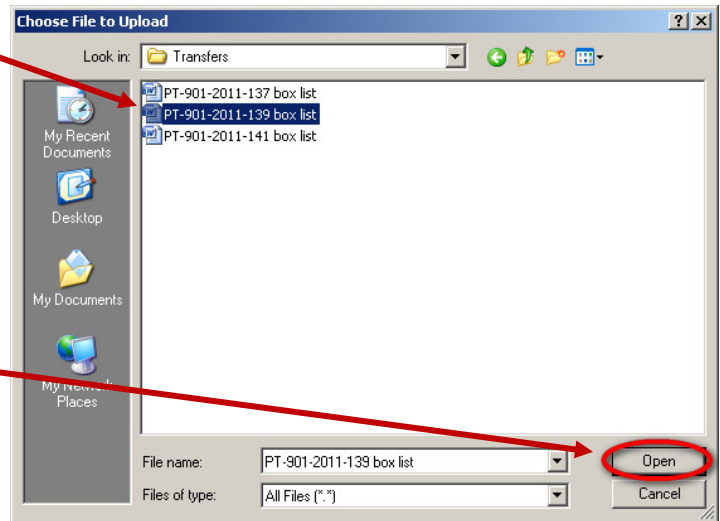 Choose File to Upload
Look in: Transfers
My Recent
Documents
Desktop
My Documents
My Network
Places
PT-901-2011-137 box list
PT-901-2011-139 box list
PT-901-2011-141 box list
File name: PT-901-2011-139 box list
Open
Files of type: All Files (*.*)
Cancel